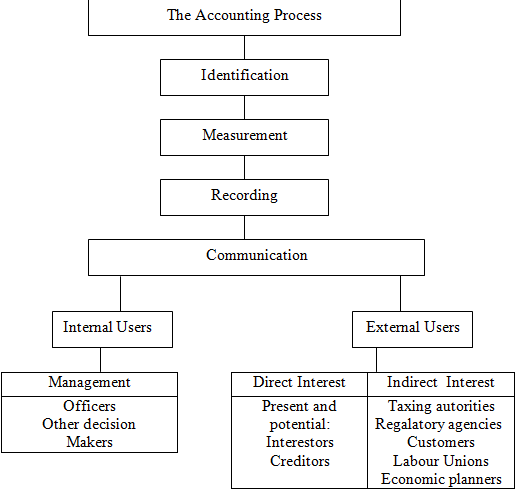 The Accounting Process
Identification
Measurement
Recording
Communication
Internal Users
External Users
Management
Officers
Other decision
Makers
Direct Interest
Present and
potential:
Interestors
Creditors
Indirect Interest
Taxing autorities
Regalatory agencies
Customers
Labour Unions
Economic planners